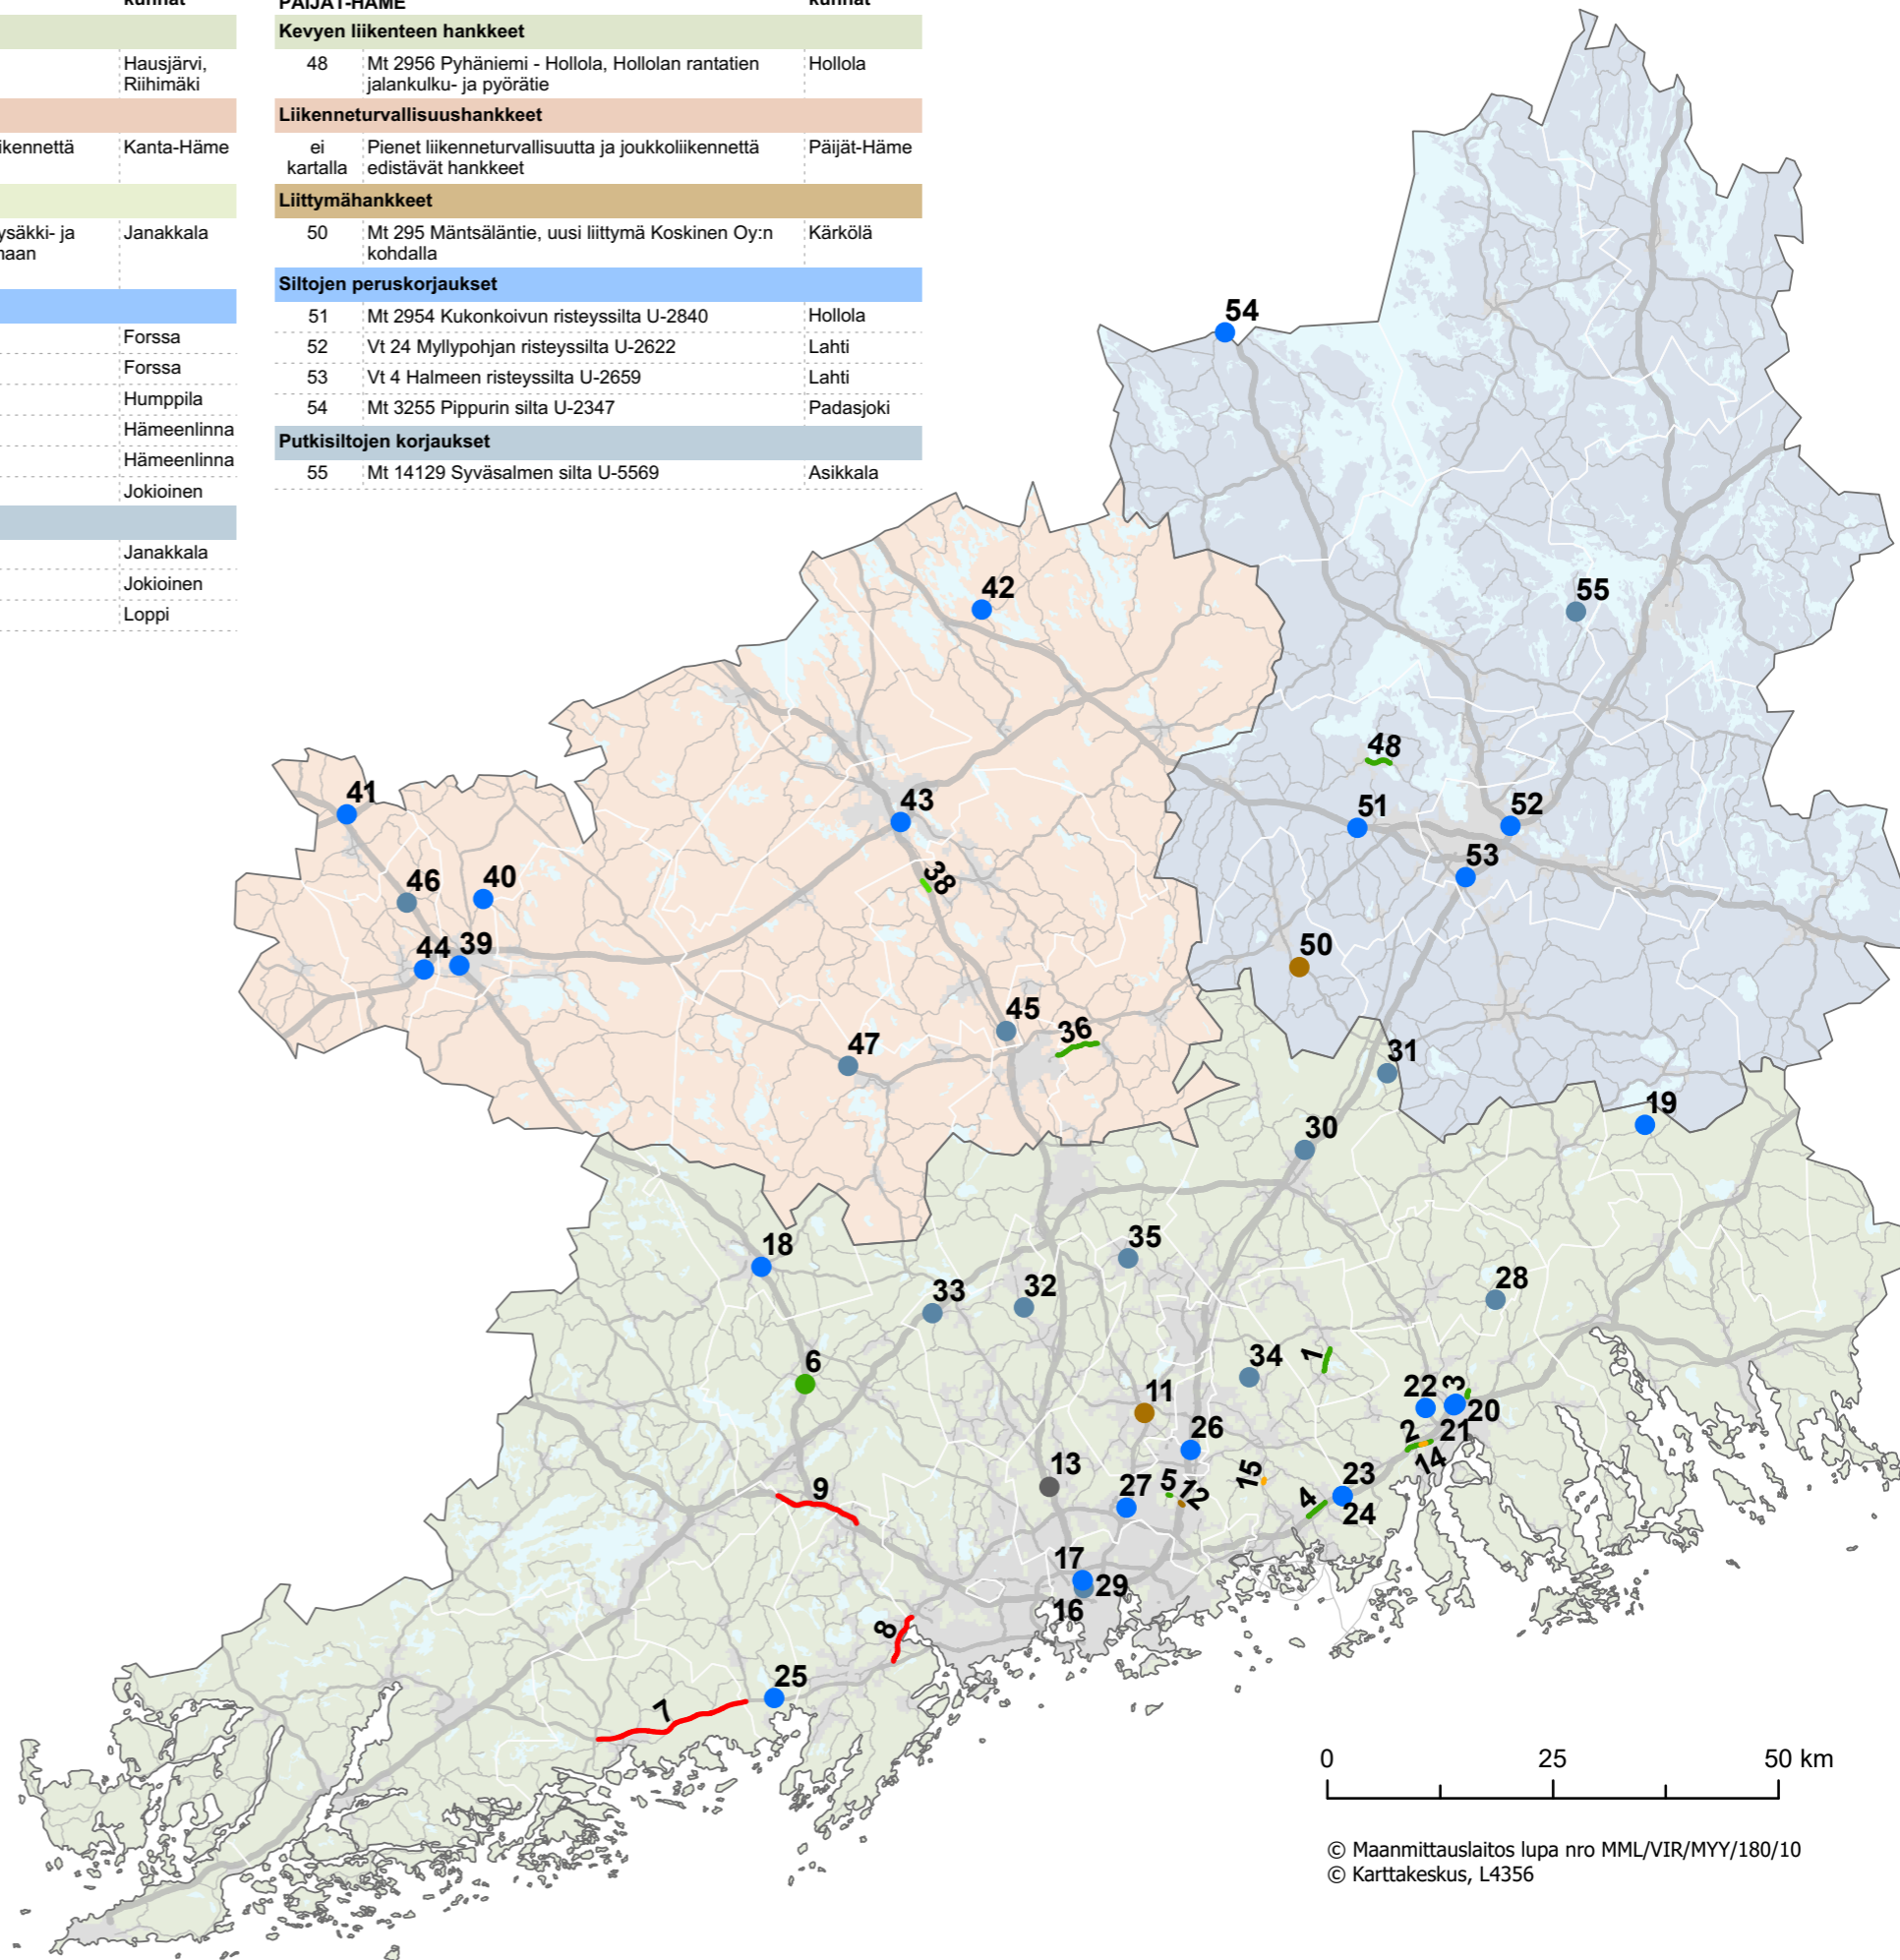 kunnat
Hausjärvi,
Riihimäki
Kanta-Häme
ja
Janakkala
Forssa
Forssa
Humppila
Hämeenlinna
Hämeenlinna
Jokioinen
Janakkala
Jokioinen
Loppi
PÄIJÄT-HÄME kunnat
Kevyen liikenteen hankkeet
48 Mt 2956 Pyhäniemi - Hollola, Hollolan rantatien Hollola
jalankulku- ja pyörätie
Liikenneturvallisuushankkeet
ei Pienet liikenneturvallisuutta ja joukkoliikennettä Päijät-Häme
kartalla edistävät hankkeet
Liittymähankkeet
50 Mt 295 Mäntsäläntie, uusi liittymä Koskinen Oy:n Kärkölä
kohdalla
Siltojen peruskorjaukset
51 Mt 2954 Kukonkoivun risteyssilta U-2840 Hollola
52 Vt 24 Myllypohjan risteyssilta U-2622 Lahti
53 Vt 4 Halmeen risteyssilta U-2659 Lahti
54 Mt 3255 Pippurin silta U-2347 Padasjoki
Putkisiltojen korjaukset
55 Mt 14129 Syväsalmen silta U-5569 Asikkala
54
42
55
48
41
43
51
52
53
38
46
40
44
39
50
45
36
47
31
19
30
18
35
33
32
28
6
34
1
11
22
3
20
26
2
21
14
13
15
9
27
5
12
23
4
24
17
29
16
8
25
7
0 25 50 km
© Maanmittauslaitos lupa nro MML/VIR/MYY/180/10
© Karttakeskus, L4356